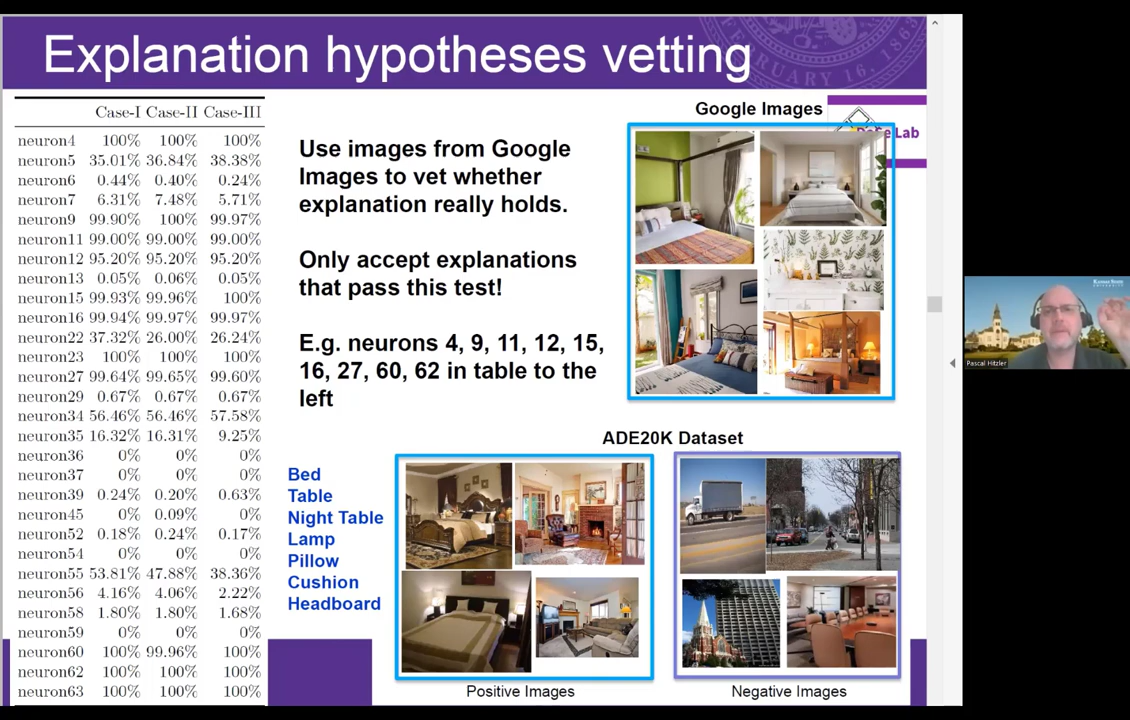 Explanation hypotheses vetting
FEBRUARY 16, 1863
Case-I Case-II Case-III
neuron4 100% 100% 100%
neuron5 35.01% 36.84% 38.38%
neuron6 0.44% 0.40% 0.24%
neuron7 6.31% 7.48% 5.71%
neuron9 99.90% 100% 99.97%
neuron11 99.00% 99.00% 99.00%
neuron12 95.20% 95.20% 95.20%
neuron13 0.05% 0.06% 0.05%
neuron15 99.93% 99.96% 100%
neuron16 99.94% 99.97% 99.97%
neuron22 37.32% 26.00% 26.24%
neuron23 100% 100% 100%
neuron27 99.64% 99.65% 99.60%
neuron29 0.67% 0.67% 0.67%
neuron34 56.46% 56.46% 57.58%
neuron35 16.32% 16.31% 9.25%
neuron36 0% 0% 0%
neuron37 0% 0% 0%
neuron39 0.24% 0.20% 0.63%
neuron45 0% 0.09% 0%
neuron52 0.18% 0.24% 0.17%
neuron54 0% 0% 0%
neuron55 53.81% 47.88% 38.36%
neuron56 4.16% 4.06% 2.22%
neuron58 1.80% 1.80% 1.68%
neuron59 0% 0% 0%
neuron60 100% 99.96% 100%
neuron62 100% 100% 100%
neuron63 100% 100% 100%
Use images from Google
Images to vet whether
explanation really holds.
Only accept explanations
that pass this test!
E.g. neurons 4, 9, 11, 12, 15,
16, 27, 60, 62 in table to the
left
Google Images
Lab
ADE20K Dataset
Bed
Table
Night Table
Lamp
Pillow
Cushion
Headboard
Positive Images
Negative Images
Kansas State
UNIVERSITY
Pascal Hitzler